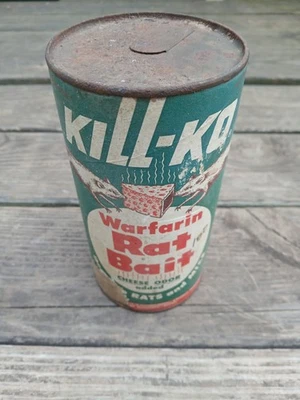 KILL-KO
Warfarin
Rat
Bait
CHEESE ODOR
added
RATS and